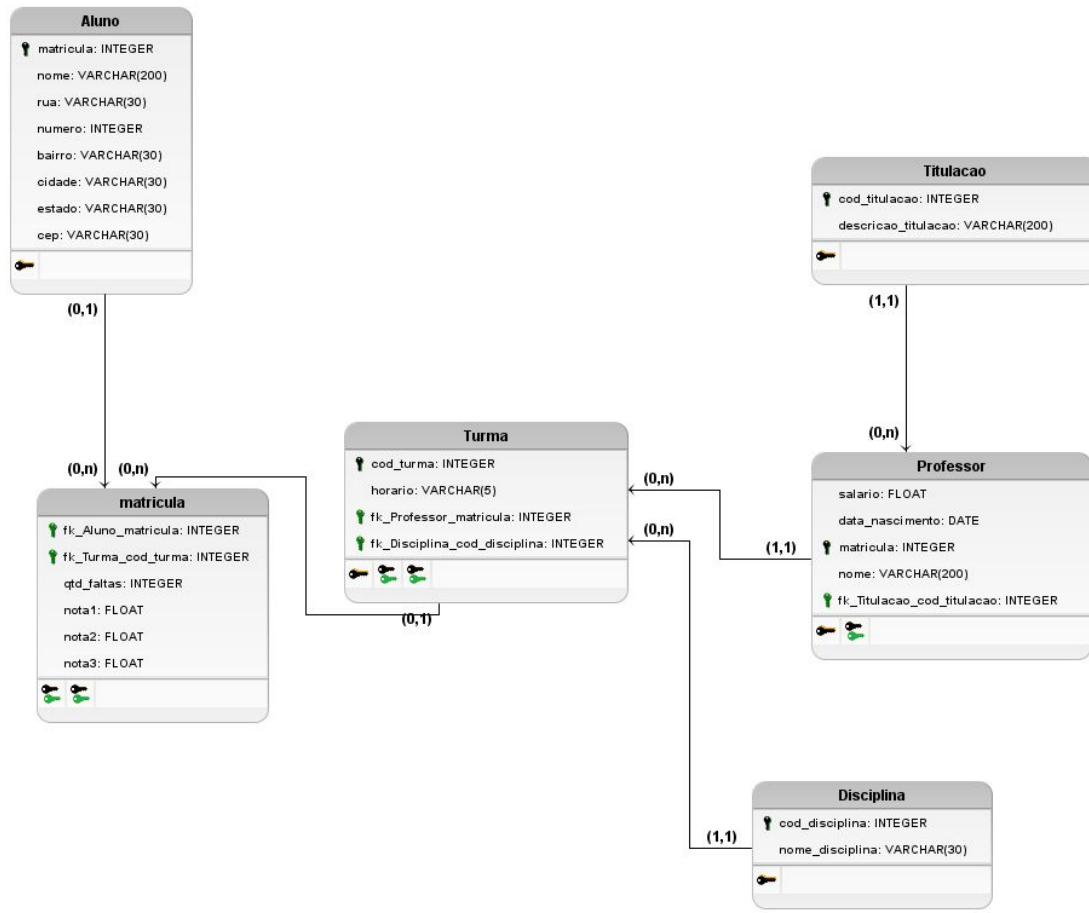 Aluno
matricula: INTEGER
nome: VARCHAR(200)
rua: VARCHAR(30)
numero: INTEGER
bairro: VARCHAR(30)
cidade: VARCHAR(30)
estado: VARCHAR(30)
cep: VARCHAR(30)
(0,1)
Titulacao
cod_titulacao: INTEGER
descricao_titulacao: VARCHAR(200)
(1,1)
(0,n)
(0,n) (0,n)
matricula
fk_Aluno_matricula: INTEGER
fk_Turma_cod_turma: INTEGER
qtd_faltas: INTEGER
nota1: FLOAT
nota2: FLOAT
nota3: FLOAT
Turma
cod_turma: INTEGER
horario: VARCHAR(5)
fk_Professor_matricula: INTEGER
fk_Disciplina_cod_disciplina: INTEGER
(0,1)
(0,n)
(0,n)
(1,1)
Professor
salario: FLOAT
data_nascimento: DATE
matricula: INTEGER
nome: VARCHAR(200)
fk_Titulacao_cod_titulacao: INTEGER
Disciplina
cod_disciplina: INTEGER
nome_disciplina: VARCHAR(30)
(1,1)